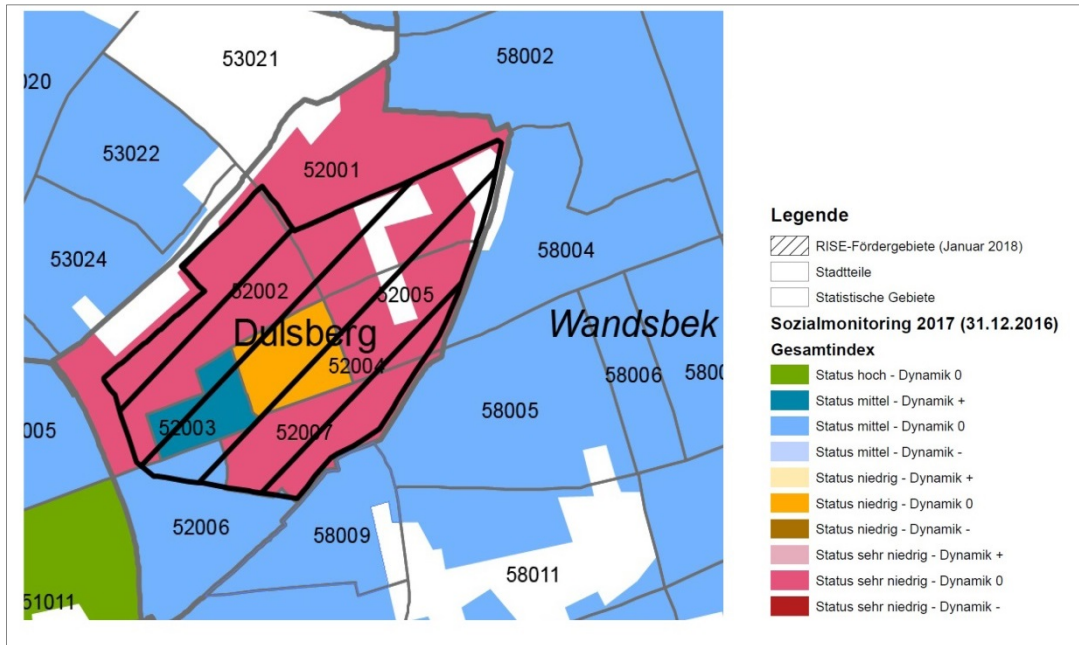 53021
58002
020
53022
52001
53024
58004
52002
52005
Dulsberg
Wandsbek
52004
58006
5800
005
58005
52003
52007
52006
58009
58011
51011
Legende
RISE-Fördergebiete (Januar 2018)
Stadtteile
Statistische Gebiete
Sozialmonitoring 2017 (31.12.2016)
Gesamtindex
Status hoch - Dynamik 0
Status mittel - Dynamik +
Status mittel - Dynamik 0
Status mittel - Dynamik -
Status niedrig - Dynamik +
Status niedrig - Dynamik 0
Status niedrig - Dynamik -
Status sehr niedrig - Dynamik +
Status sehr niedrig - Dynamik 0
Status sehr niedrig - Dynamik -